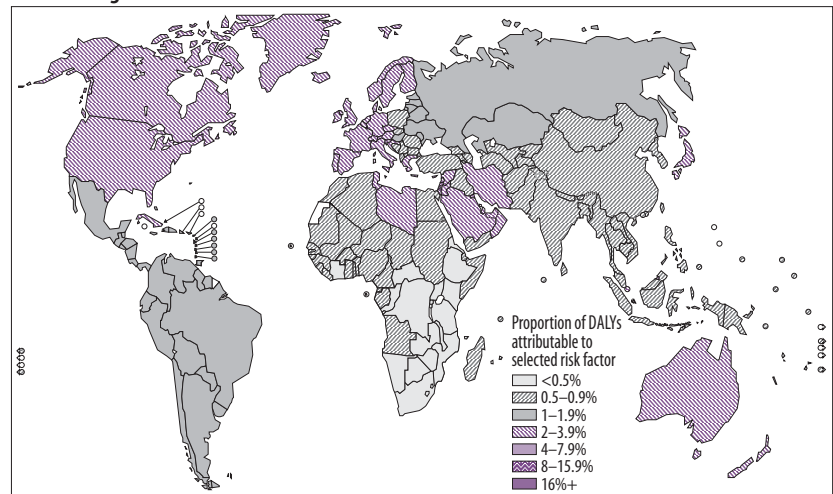 Proportion of DALYs
attributable to
selected risk factor
<0.5%
0.5–0.9%
1–1.9%
2–3.9%
4–7.9%
8–15.9%
16%+